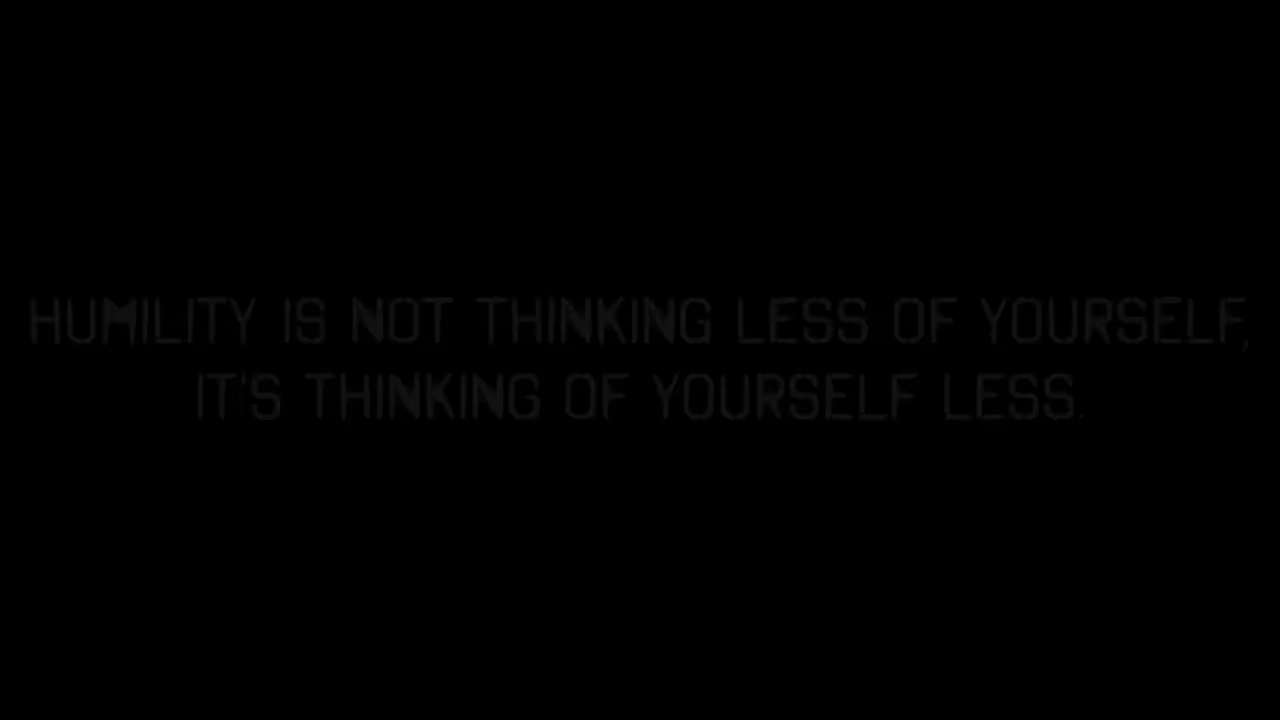 HUMILITY IS NOT THINKING LESS OF YOURSELF,
IT'S THINKING OF YOURSELF LESS.